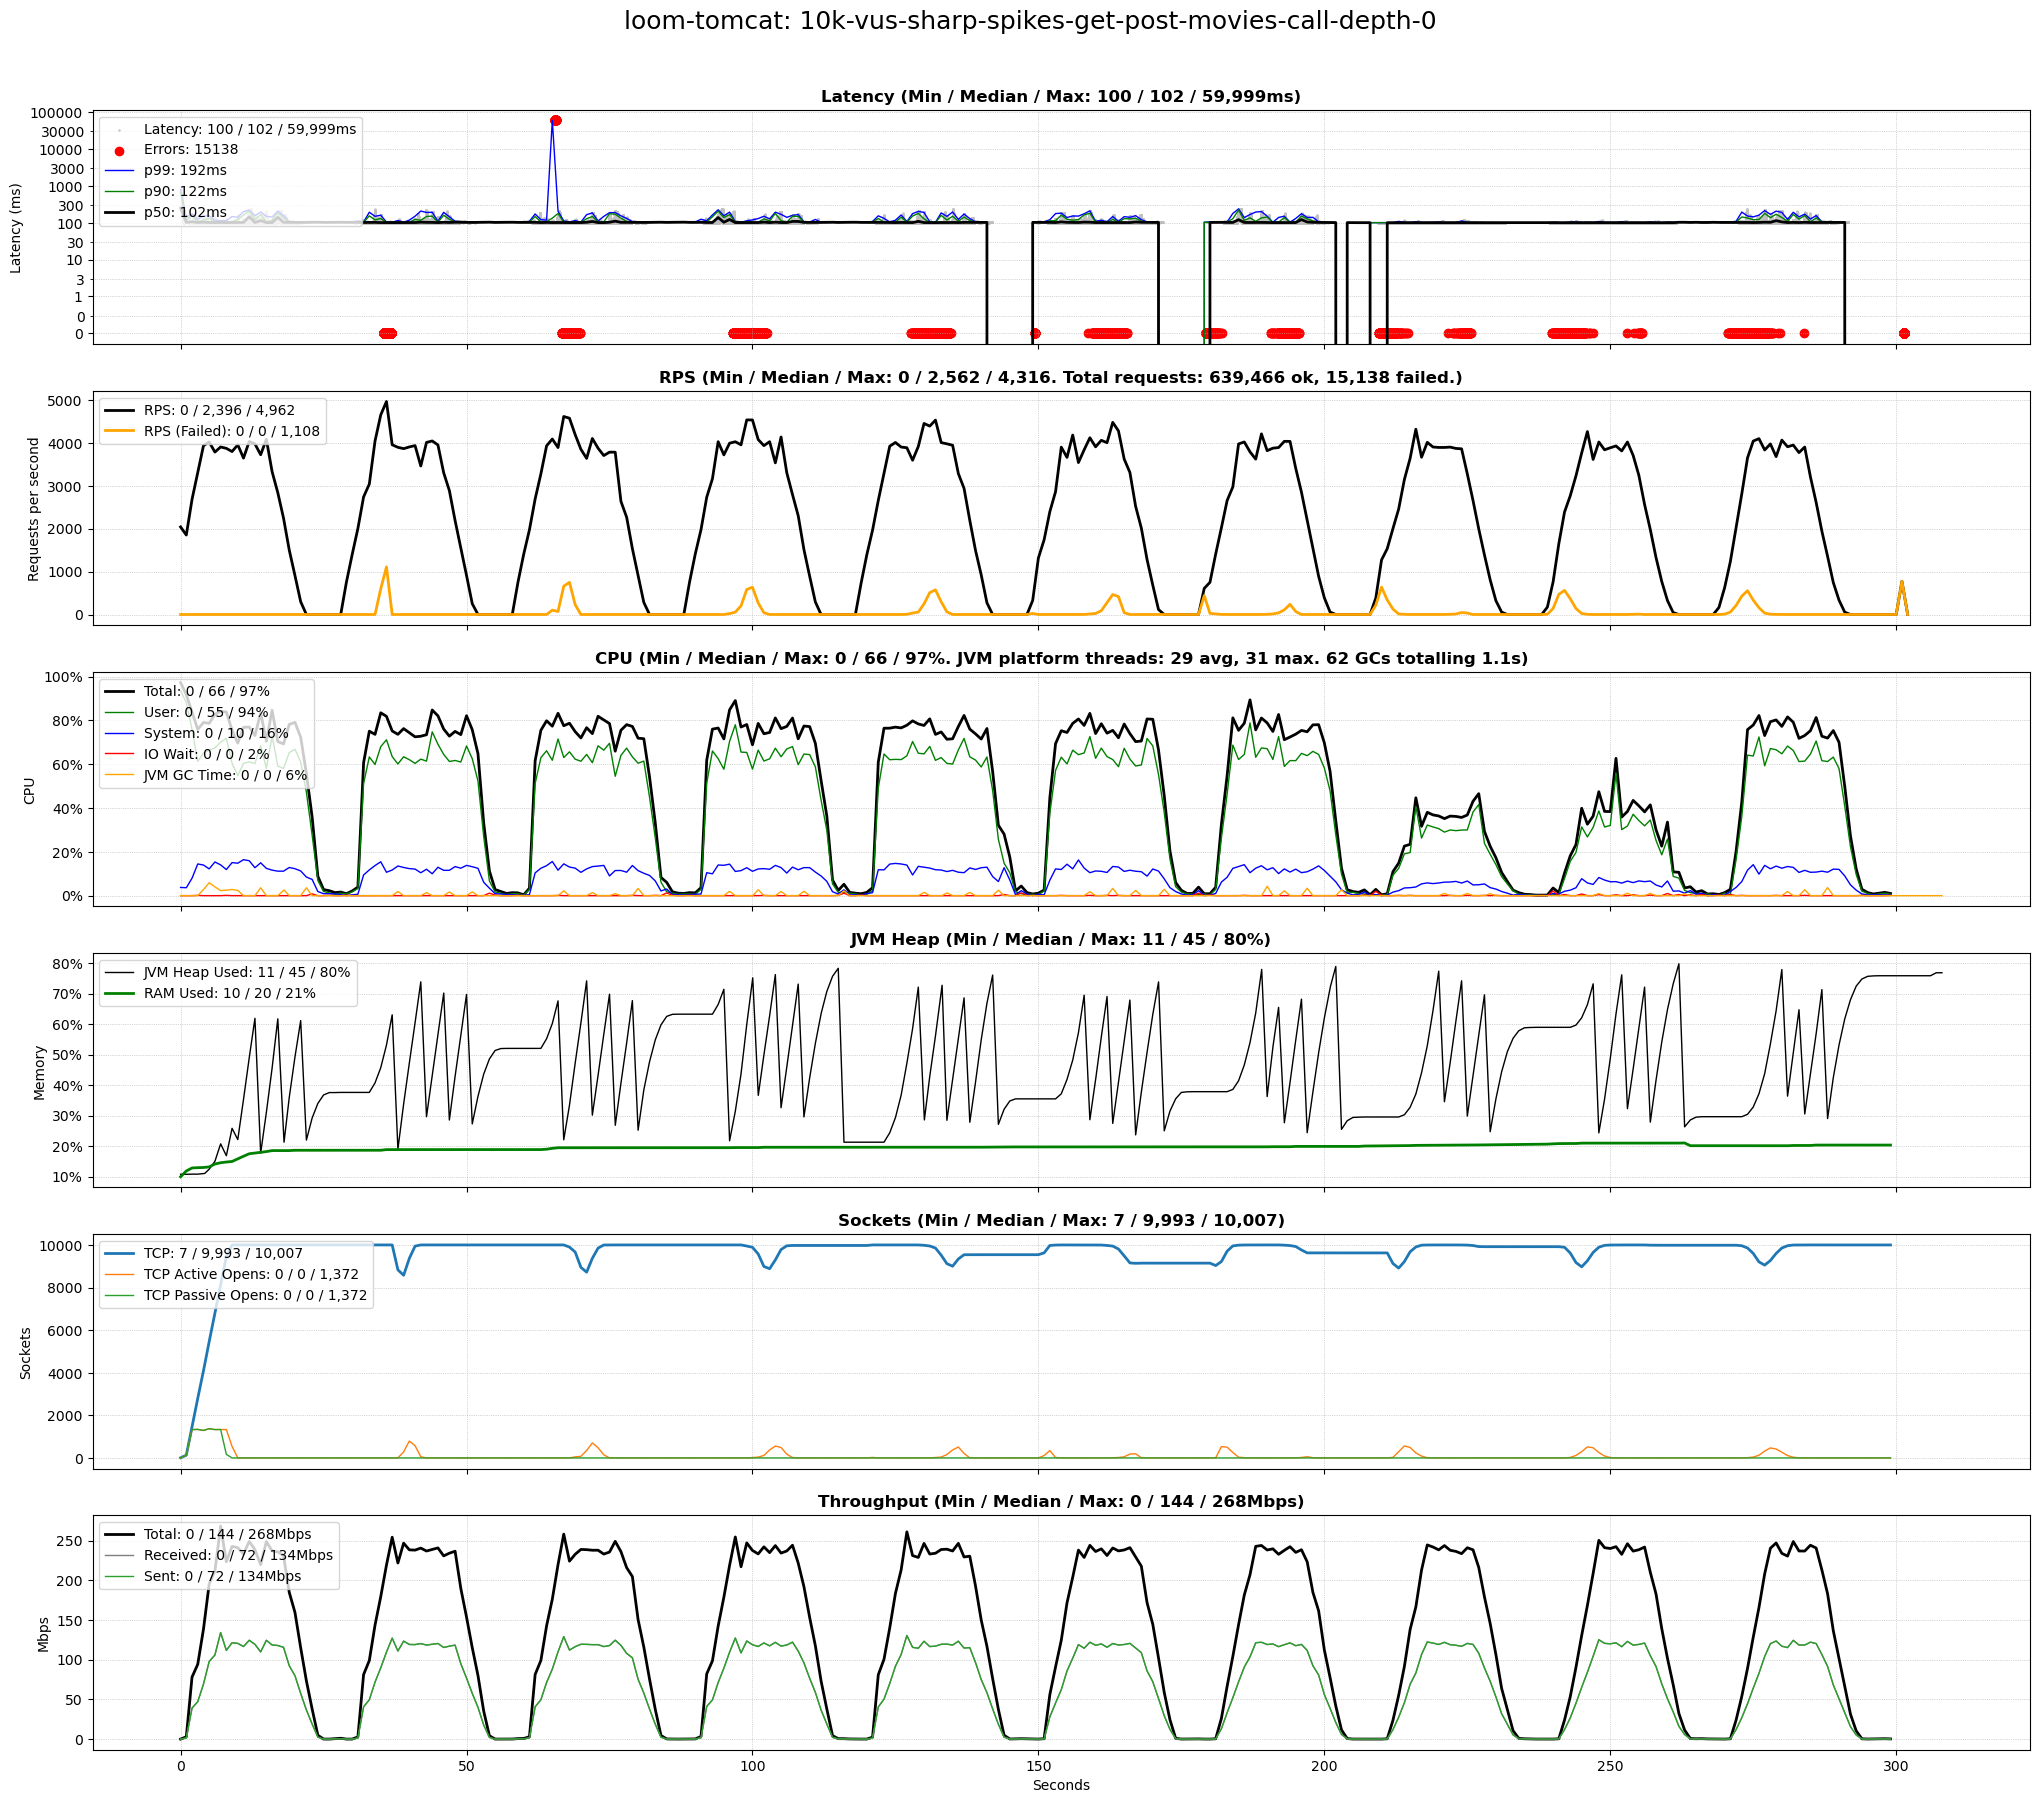 loom-tomcat: 10k-vus-sharp-spikes-get-post-movies-call-depth-0
Latency (Min / Median / Max: 100 / 102 / 59,999ms)
Latency (ms)
100000
30000
10000
3000
1000
300
100
30
10
3
1
0
0
Latency: 100 / 102 / 59,999ms
Errors: 15138
p99: 192ms
p90: 122ms
p50: 102ms
RPS (Min / Median / Max: 0 / 2,562 / 4,316. Total requests: 639,466 ok, 15,138 failed.)
Requests per second
5000
4000
3000
2000
1000
0
RPS: 0 / 2,396 / 4,962
RPS (Failed): 0 / 0 / 1,108
CPU (Min / Median / Max: 0 / 66 / 97%. JVM platform threads: 29 avg, 31 max. 62 GCs totalling 1.1s)
CPU
100%
80%
60%
40%
20%
0%
Total: 0 / 66 / 97%
User: 0 / 55 / 94%
System: 0 / 10 / 16%
IO Wait: 0 / 0 / 2%
JVM GC Time: 0 / 0 / 6%
JVM Heap (Min / Median / Max: 11 / 45 / 80%)
Memory
80%
70%
60%
50%
40%
30%
20%
10%
JVM Heap Used: 11 / 45 / 80%
RAM Used: 10 / 20 / 21%
Sockets (Min / Median / Max: 7 / 9,993 / 10,007)
Sockets
10000
8000
6000
4000
2000
0
TCP: 7 / 9,993 / 10,007
TCP Active Opens: 0 / 0 / 1,372
TCP Passive Opens: 0 / 0 / 1,372
Throughput (Min / Median / Max: 0 / 144 / 268Mbps)
Mbps
250
200
150
100
50
0
Total: 0 / 144 / 268Mbps
Received: 0 / 72 / 134Mbps
Sent: 0 / 72 / 134Mbps
0
50
100
150
200
250
300
Seconds